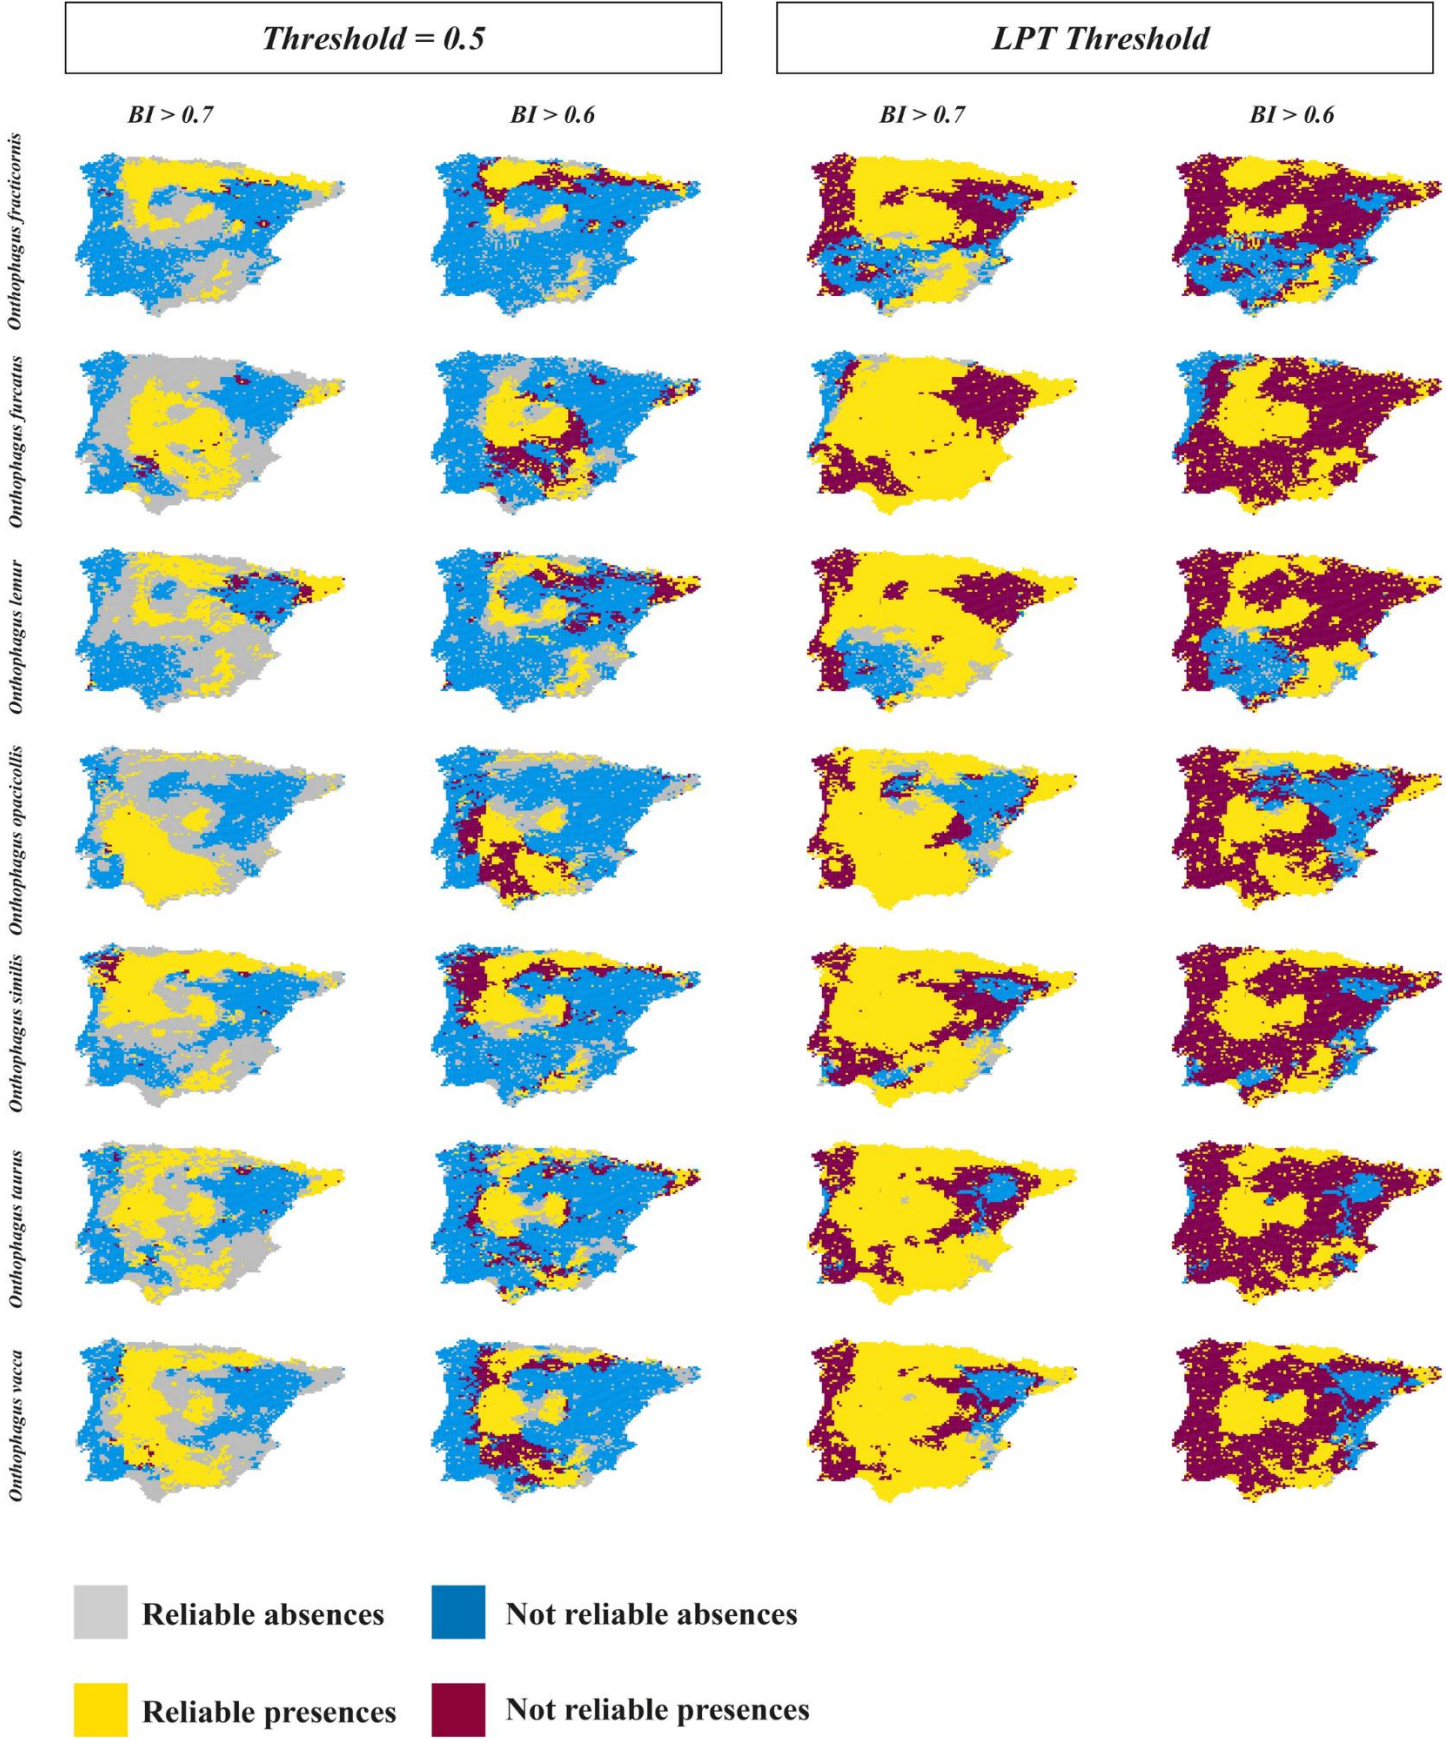 Threshold = 0.5
LPT Threshold
BI > 0.7
BI > 0.6
BI > 0.7
BI > 0.6
Onthophagus fracticornis
Onthophagus furcatus
Onthophagus lemur
Onthophagus opacicollis
Onthophagus similis
Onthophagus taurus
Onthophagus vacca
Reliable absences
Not reliable absences
Reliable presences
Not reliable presences